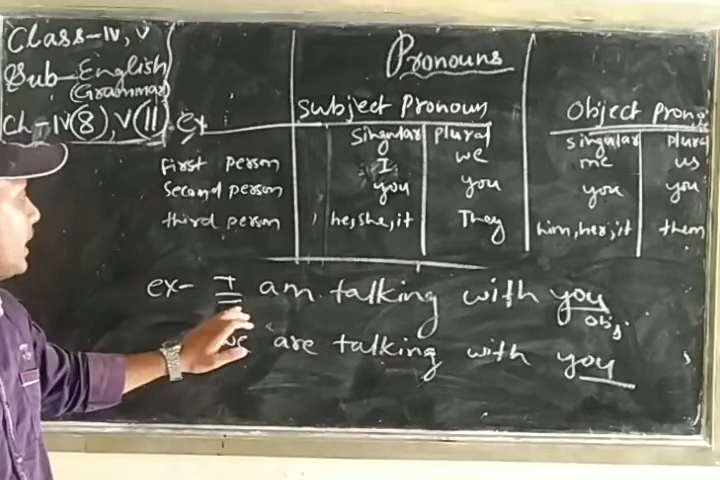 Class-IV, V
Sub-English
(Grammar)
Ch-IV(8), V(11) ex
Pronouns
Subject Pronoun Object Pron
singular plural singular plural
first person I we me us
second person you you you you
third person he, she, it They him, her, it them
ex- I am talking with you
obj
we are talking with you